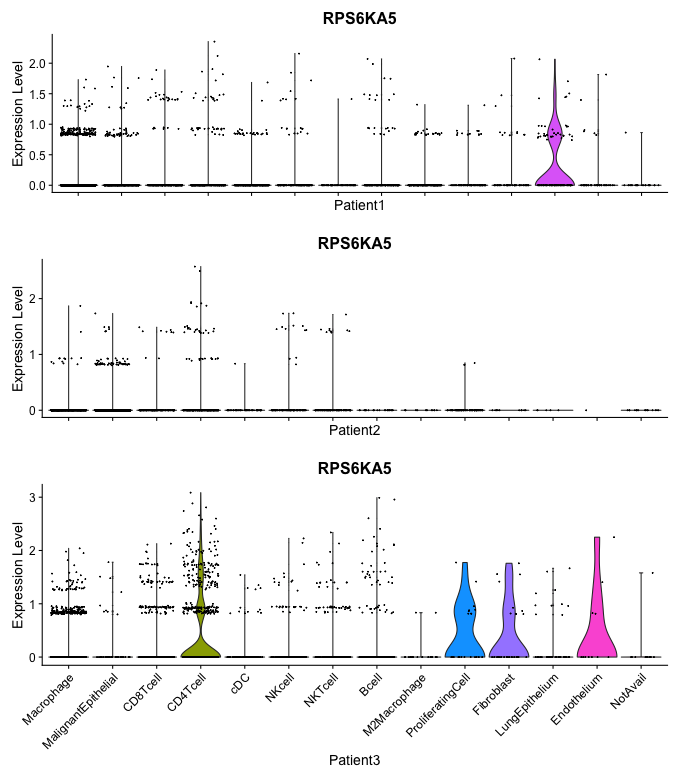 RPS6KA5
Expression Level
2.0
1.5
1.0
0.5
0.0
Patient1
RPS6KA5
Expression Level
2
1
0
Patient2
RPS6KA5
Expression Level
3
2
1
0
Macrophage
MalignantEpithelial
CD8Tcell
CD4Tcell
cDC
NKcell
NKTcell
Bcell
M2Macrophage
ProliferatingCell
Fibroblast
LungEpithelium
Endothelium
NotAvail
Patient3